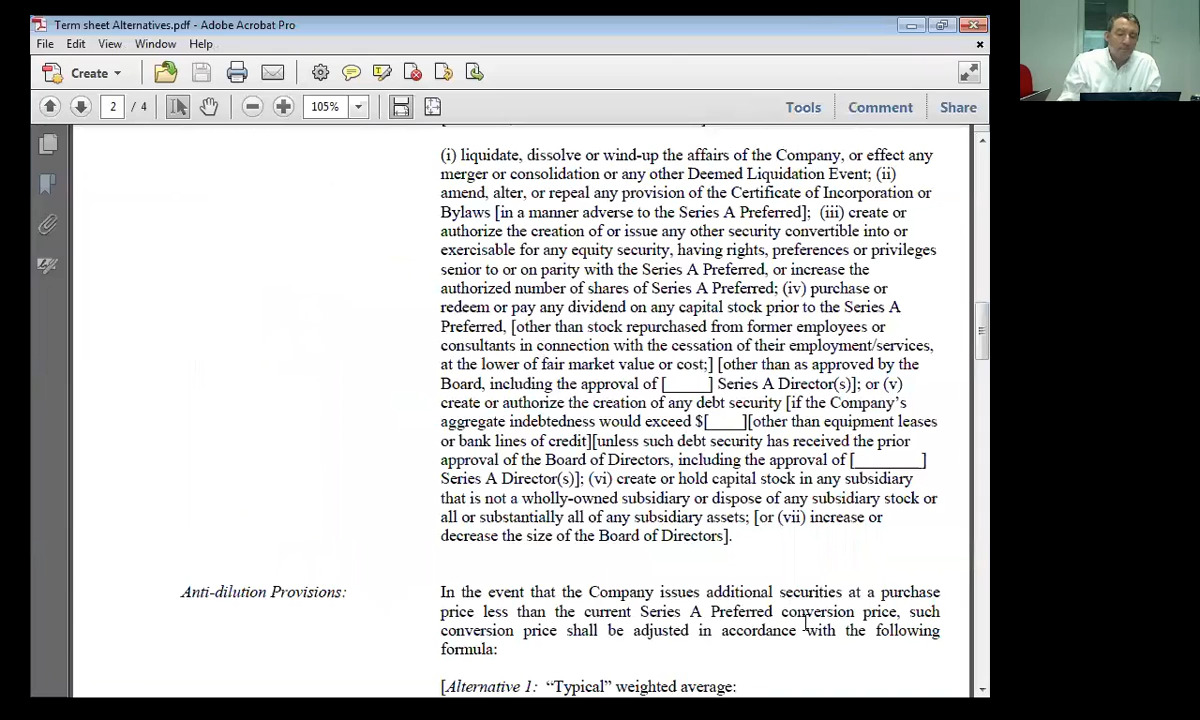 Term sheet Alternatives.pdf - Adobe Acrobat Pro
File Edit View Window Help
Create
2 / 4
105%
Tools Comment Share
(i) liquidate, dissolve or wind-up the affairs of the Company, or effect any
merger or consolidation or any other Deemed Liquidation Event; (ii)
amend, alter, or repeal any provision of the Certificate of Incorporation or
Bylaws [in a manner adverse to the Series A Preferred]; (iii) create or
authorize the creation of or issue any other security convertible into or
exercisable for any equity security, having rights, preferences or privileges
senior to or on parity with the Series A Preferred, or increase the
authorized number of shares of Series A Preferred; (iv) purchase or
redeem or pay any dividend on any capital stock prior to the Series A
Preferred, [other than stock repurchased from former employees or
consultants in connection with the cessation of their employment/services,
at the lower of fair market value or cost;] [other than as approved by the
Board, including the approval of [_____] Series A Director(s)]; or (v)
create or authorize the creation of any debt security [if the Company’s
aggregate indebtedness would exceed $[____][other than equipment leases
or bank lines of credit][unless such debt security has received the prior
approval of the Board of Directors, including the approval of [________]
Series A Director(s)]; (vi) create or hold capital stock in any subsidiary
that is not a wholly-owned subsidiary or dispose of any subsidiary stock or
all or substantially all of any subsidiary assets; [or (vii) increase or
decrease the size of the Board of Directors].
Anti-dilution Provisions:
In the event that the Company issues additional securities at a purchase
price less than the current Series A Preferred conversion price, such
conversion price shall be adjusted in accordance with the following
formula:
[Alternative 1: “Typical” weighted average: